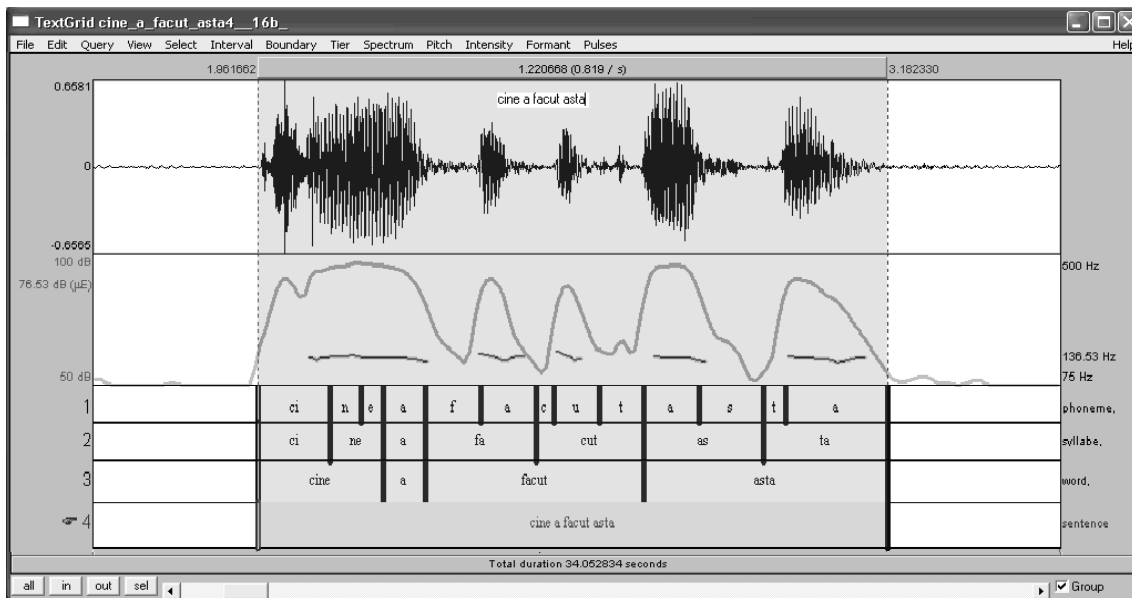 TextGrid cine_a_facut_asta4__16b_
File Edit Query View Select Interval Boundary Tier Spectrum Pitch Intensity Formant Pulses Help
1.961662 1.220668 (0.819 / s) 3.182330
0.6581
cine a facut asta
0
-0.6565
100 dB 500 Hz
76.53 dB (µE)
136.53 Hz
50 dB 75 Hz
1 ci n e a f a c u t a s t a phoneme,
2 ci ne a fa cut as ta syllabe,
3 cine a facut asta word,
4 cine a facut asta sentence
Total duration 34.052834 seconds
all in out sel Group